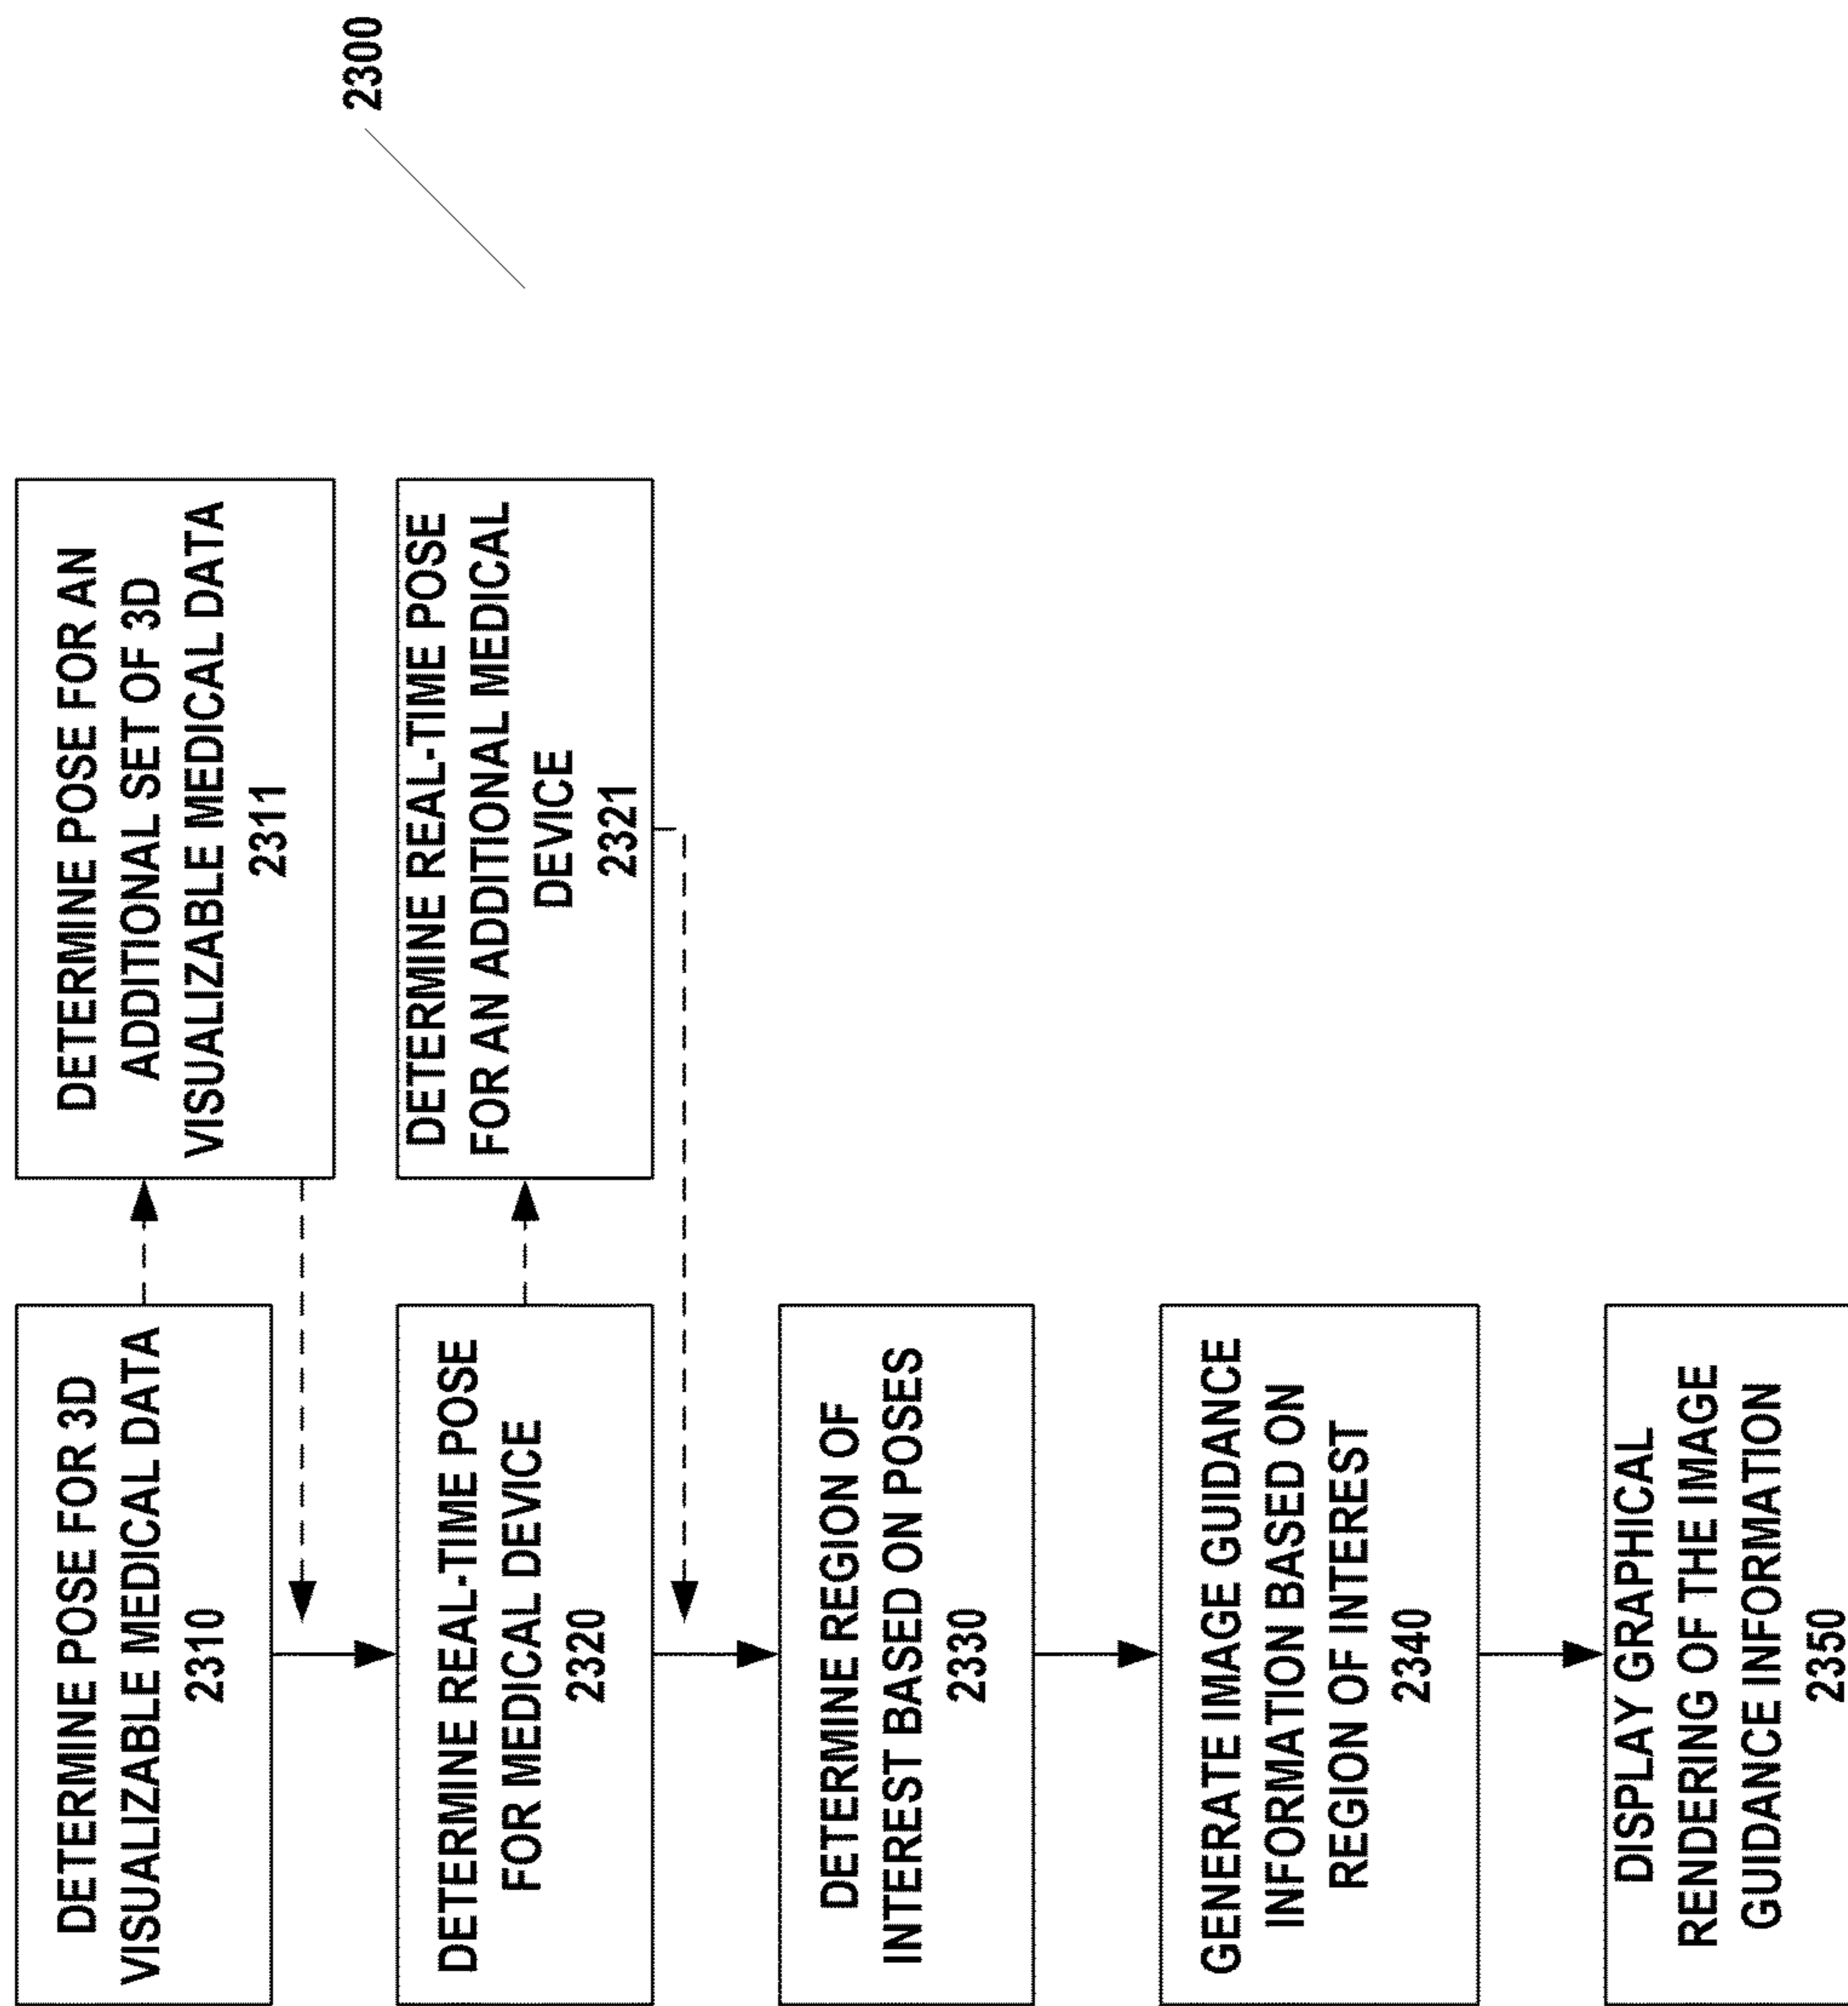 2300
DETERMINE POSE FOR 3D
VISUALIZABLE MEDICAL DATA
2310
DETERMINE POSE FOR AN
ADDITIONAL SET OF 3D
VISUALIZABLE MEDICAL DATA
2311
DETERMINE REAL-TIME POSE
FOR MEDICAL DEVICE
2320
DETERMINE REAL-TIME POSE
FOR AN ADDITIONAL MEDICAL
DEVICE
2321
DETERMINE REGION OF
INTEREST BASED ON POSES
2330
GENERATE IMAGE GUIDANCE
INFORMATION BASED ON
REGION OF INTEREST
2340
DISPLAY GRAPHICAL
RENDERING OF THE IMAGE
GUIDANCE INFORMATION
2350